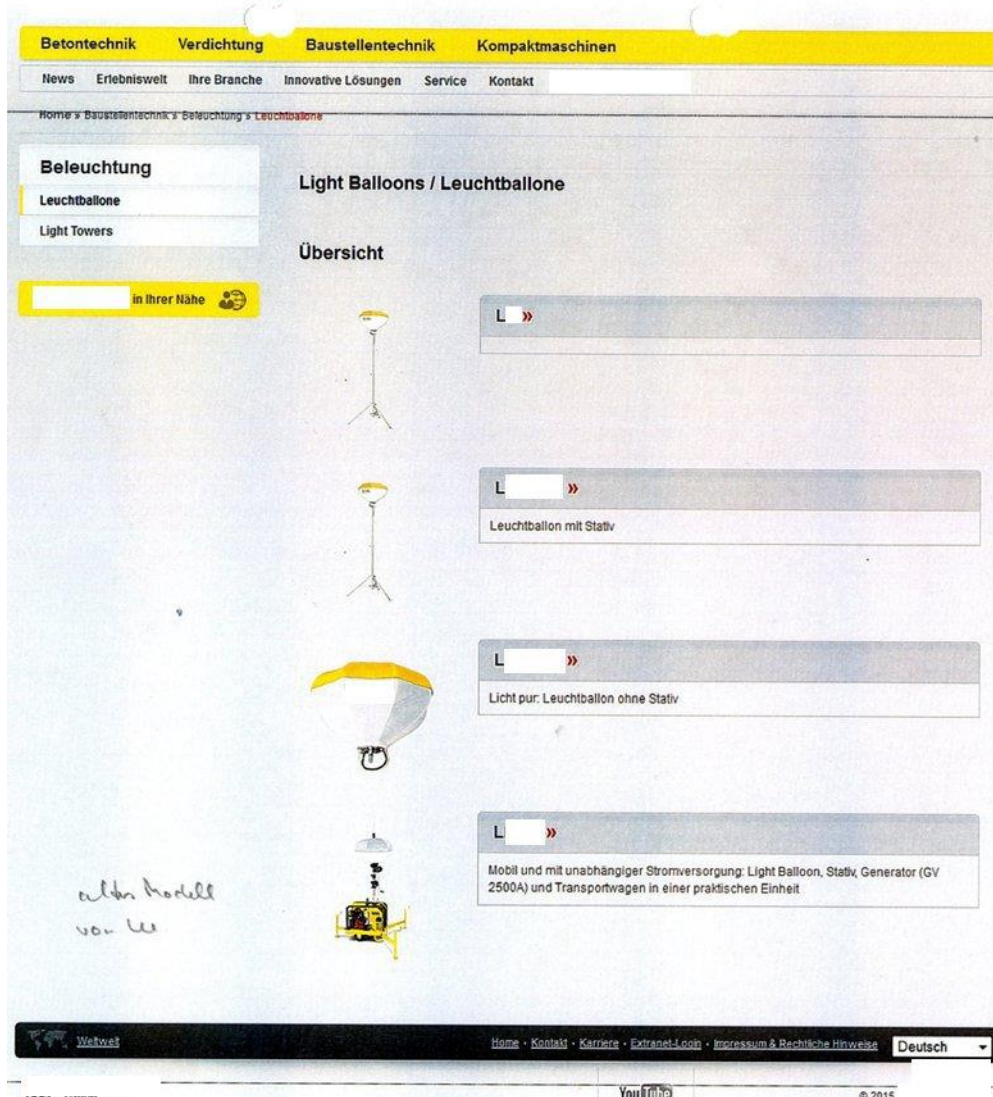 Betontechnik Verdichtung Baustellentechnik Kompaktmaschinen
News Erlebniswelt Ihre Branche Innovative Lösungen Service Kontakt
Home » Baustellentechnik » Beleuchtung » Leuchtballone
Beleuchtung
Leuchtballone
Light Towers
in Ihrer Nähe
Light Balloons / Leuchtballone
Übersicht
L »
L »
Leuchtballon mit Stativ
L »
Licht pur: Leuchtballon ohne Stativ
L »
Mobil und mit unabhängiger Stromversorgung: Light Balloon, Stativ, Generator (GV
2500A) und Transportwagen in einer praktischen Einheit
altes Modell
von
Weltweit
Home · Kontakt · Karriere · Extranet-Login · Impressum & Rechtliche Hinweise
Deutsch
YouTube
© 2015